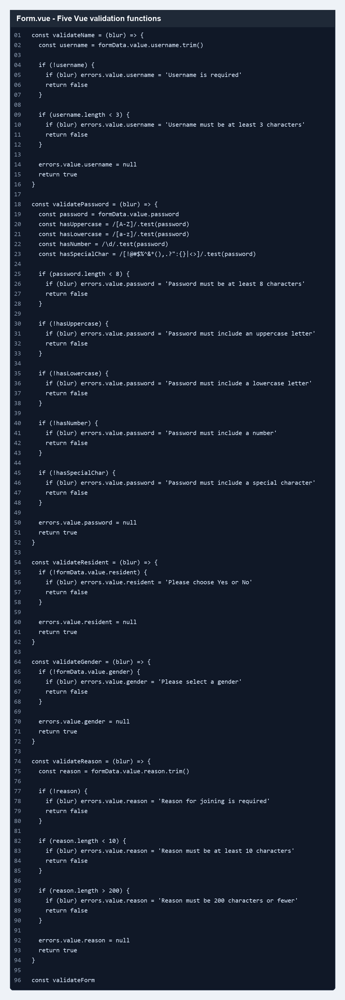 Form.vue - Five Vue validation functions
01 const validateName = (blur) => {
02   const username = formData.value.username.trim()
03
04   if (!username) {
05     if (blur) errors.value.username = 'Username is required'
06     return false
07   }
08
09   if (username.length < 3) {
10     if (blur) errors.value.username = 'Username must be at least 3 characters'
11     return false
12   }
13
14   errors.value.username = null
15   return true
16 }
17
18 const validatePassword = (blur) => {
19   const password = formData.value.password
20   const hasUppercase = /[A-Z]/.test(password)
21   const hasLowercase = /[a-z]/.test(password)
22   const hasNumber = /\d/.test(password)
23   const hasSpecialChar = /[!@#$%^&*(),.?":{}|<>]/.test(password)
24
25   if (password.length < 8) {
26     if (blur) errors.value.password = 'Password must be at least 8 characters'
27     return false
28   }
29
30   if (!hasUppercase) {
31     if (blur) errors.value.password = 'Password must include an uppercase letter'
32     return false
33   }
34
35   if (!hasLowercase) {
36     if (blur) errors.value.password = 'Password must include a lowercase letter'
37     return false
38   }
39
40   if (!hasNumber) {
41     if (blur) errors.value.password = 'Password must include a number'
42     return false
43   }
44
45   if (!hasSpecialChar) {
46     if (blur) errors.value.password = 'Password must include a special character'
47     return false
48   }
49
50   errors.value.password = null
51   return true
52 }
53
54 const validateResident = (blur) => {
55   if (!formData.value.resident) {
56     if (blur) errors.value.resident = 'Please choose Yes or No'
57     return false
58   }
59
60   errors.value.resident = null
61   return true
62 }
63
64 const validateGender = (blur) => {
65   if (!formData.value.gender) {
66     if (blur) errors.value.gender = 'Please select a gender'
67     return false
68   }
69
70   errors.value.gender = null
71   return true
72 }
73
74 const validateReason = (blur) => {
75   const reason = formData.value.reason.trim()
76
77   if (!reason) {
78     if (blur) errors.value.reason = 'Reason for joining is required'
79     return false
80   }
81
82   if (reason.length < 10) {
83     if (blur) errors.value.reason = 'Reason must be at least 10 characters'
84     return false
85   }
86
87   if (reason.length > 200) {
88     if (blur) errors.value.reason = 'Reason must be 200 characters or fewer'
89     return false
90   }
91
92   errors.value.reason = null
93   return true
94 }
95
96 const validateForm